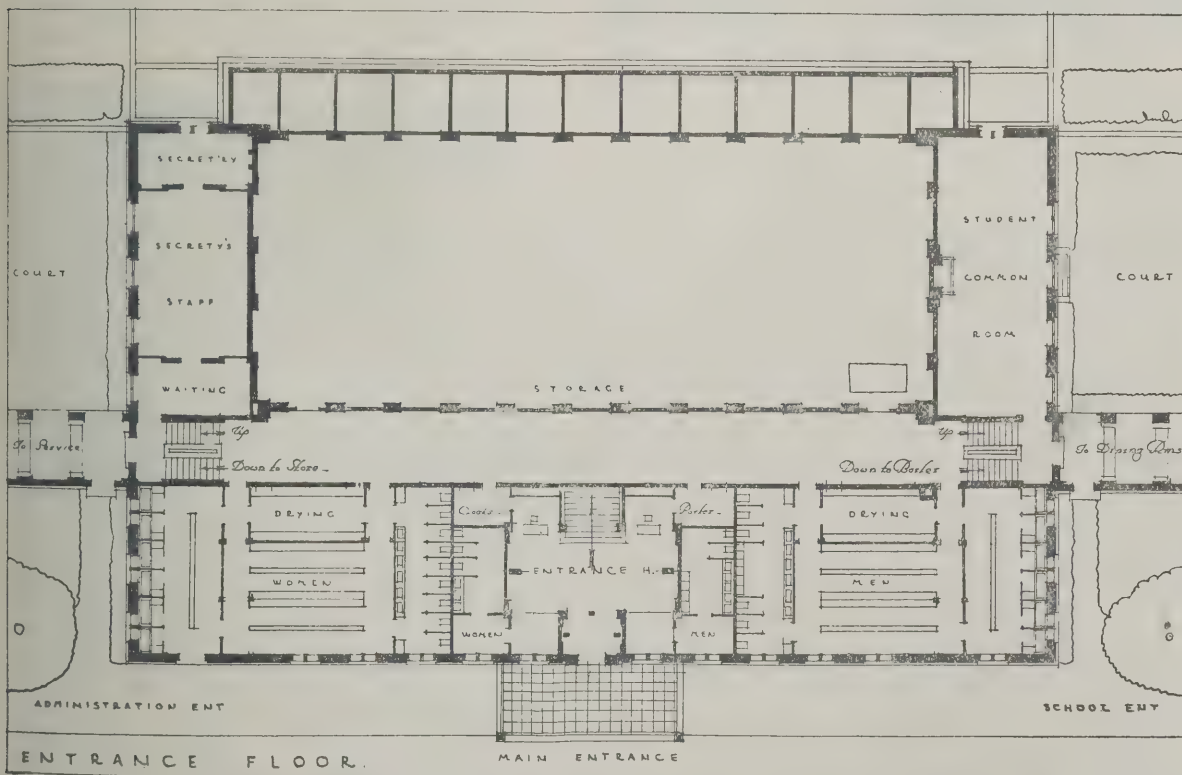 SECRET'RY
STUDENT
SECRETY'S
COURT
COMMON
COURT
STAFF
ROOM
WAITING
STORAGE
Up
Up
To Service
To Dining Rms
Down to Store
Down to Boiler
DRYING
Coats
Porter
DRYING
ENTRANCE H.
WOMEN
MEN
WOMEN
MEN
ADMINISTRATION ENT
SCHOOL ENT
ENTRANCE FLOOR.
MAIN ENTRANCE